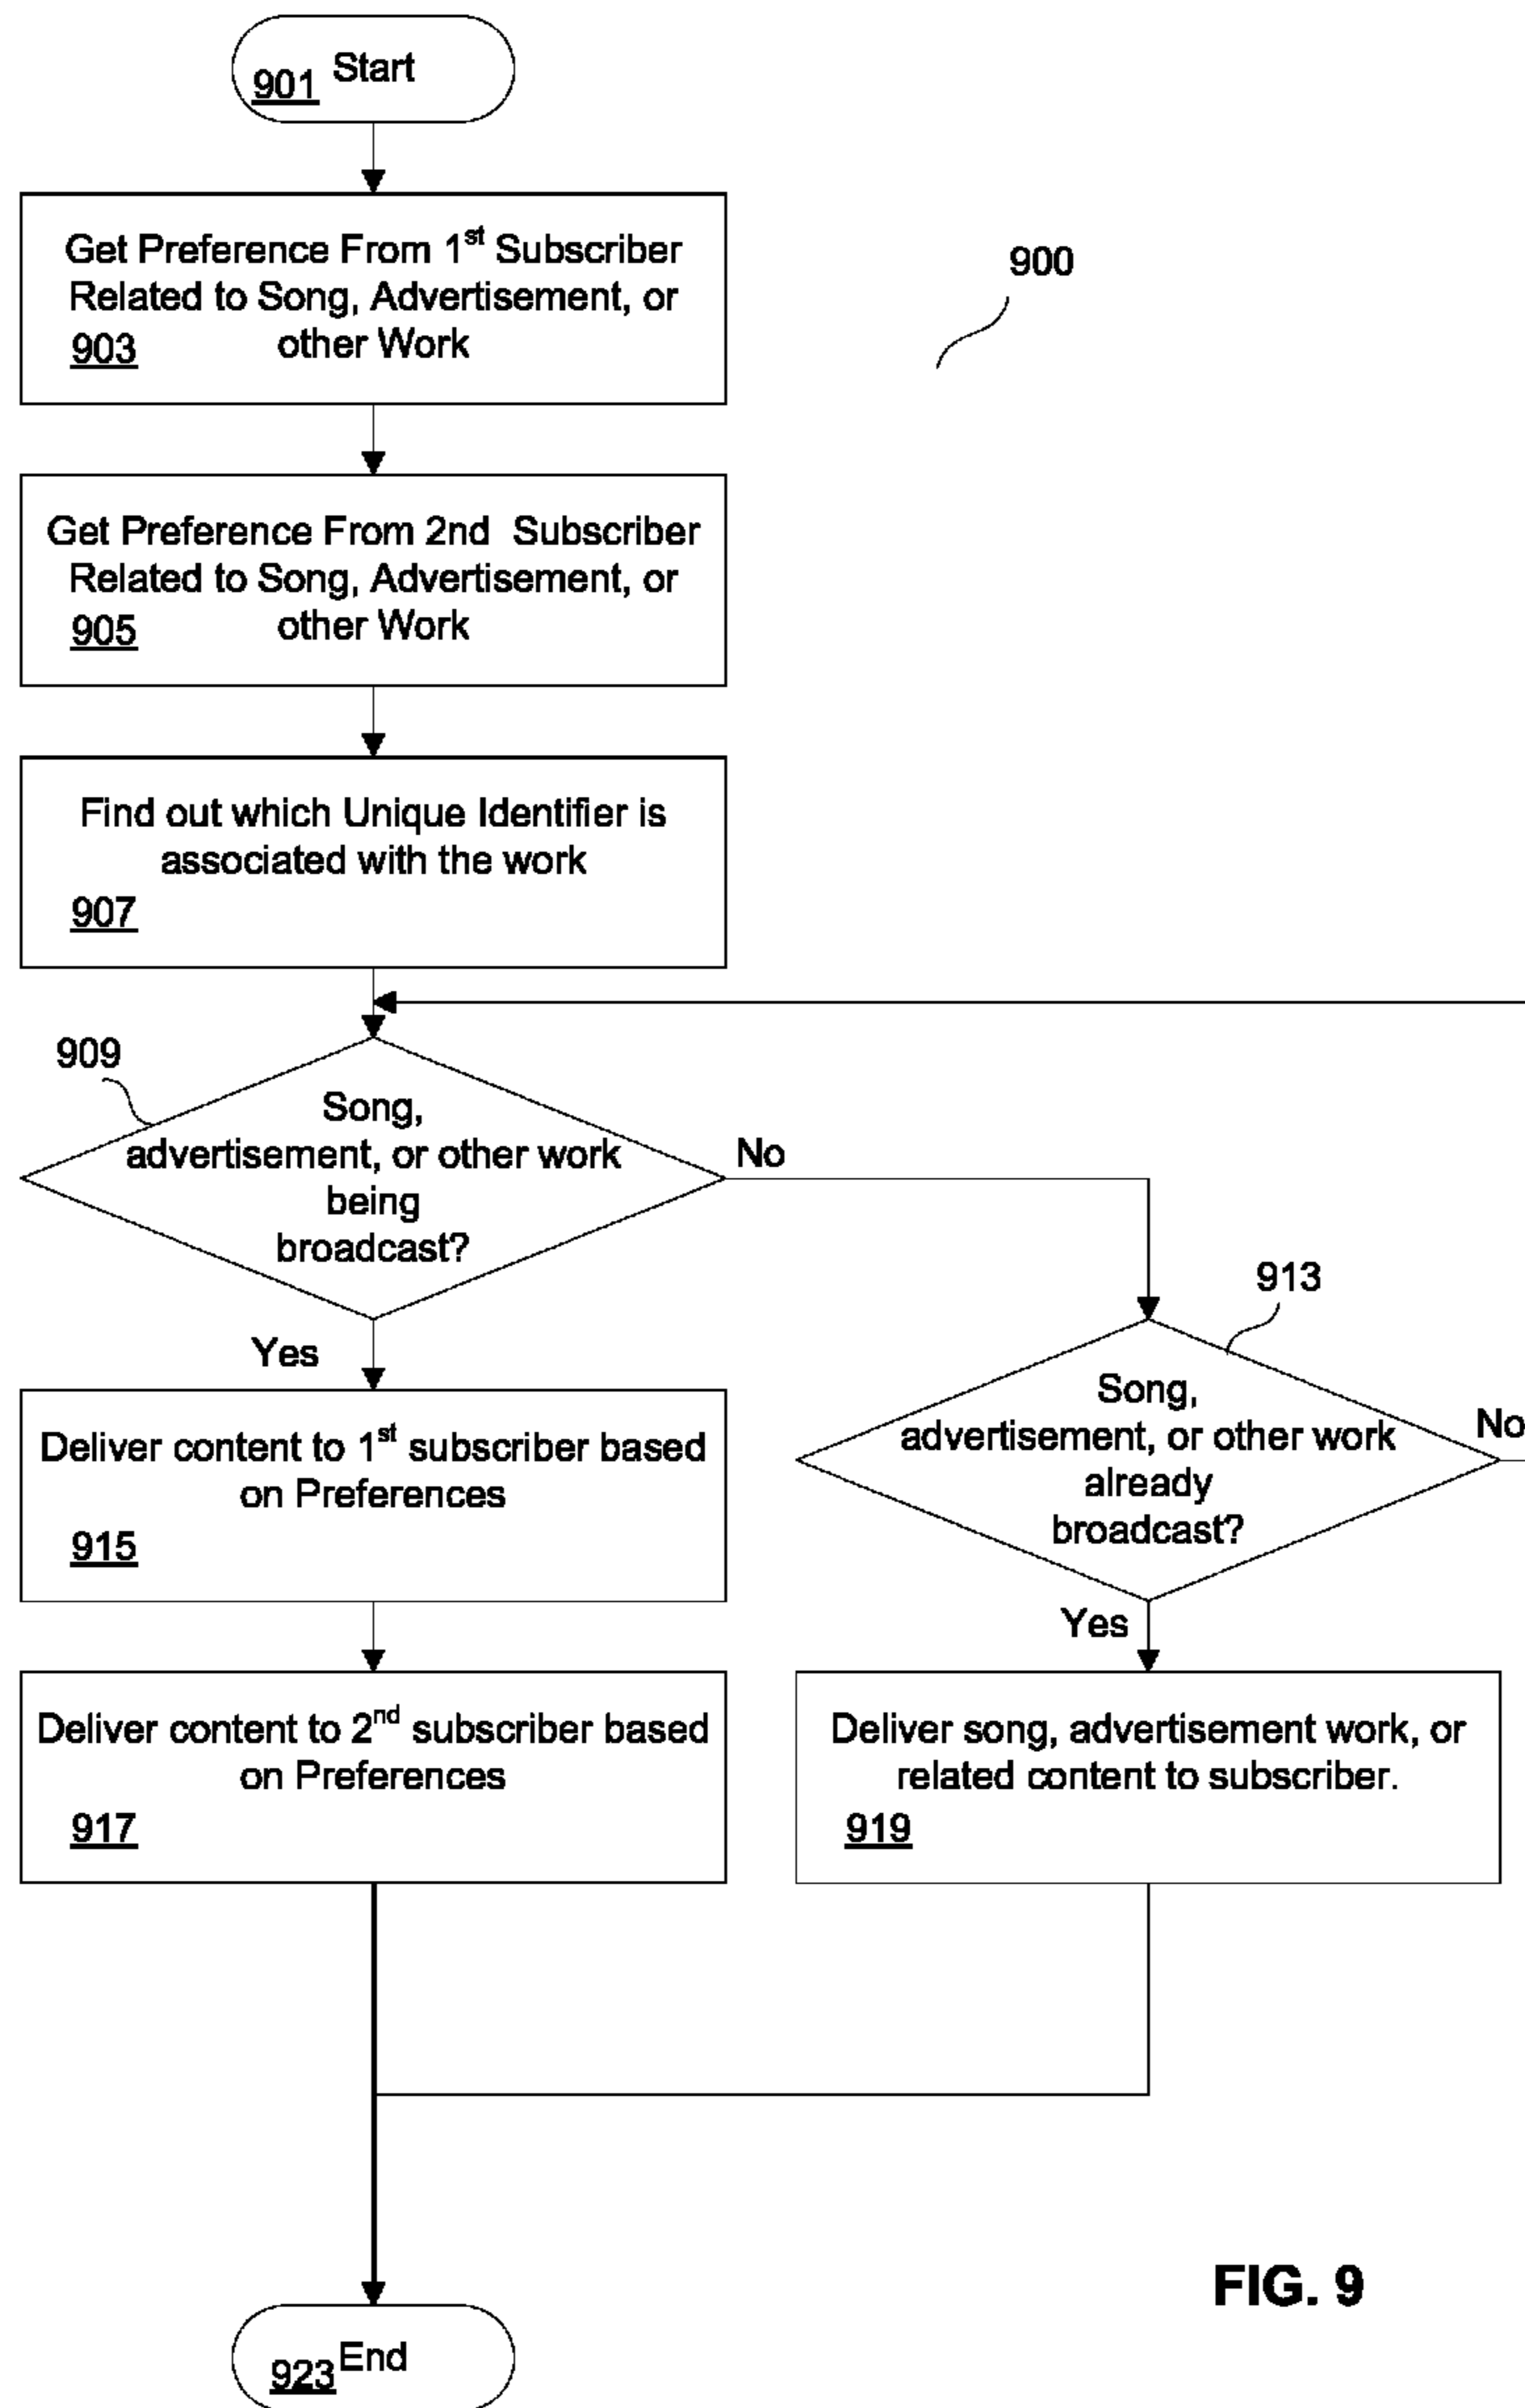 901 Start
Get Preference From 1st Subscriber
Related to Song, Advertisement, or
903 other Work
900
Get Preference From 2nd Subscriber
Related to Song, Advertisement, or
905 other Work
Find out which Unique Identifier is
associated with the work
907
909
Song,
advertisement, or other work
being
broadcast?
No
Yes
913
Song,
advertisement, or other work
already
broadcast?
No
Yes
Deliver content to 1st subscriber based
on Preferences
915
Deliver content to 2nd subscriber based
on Preferences
917
Deliver song, advertisement work, or
related content to subscriber.
919
FIG. 9
923 End